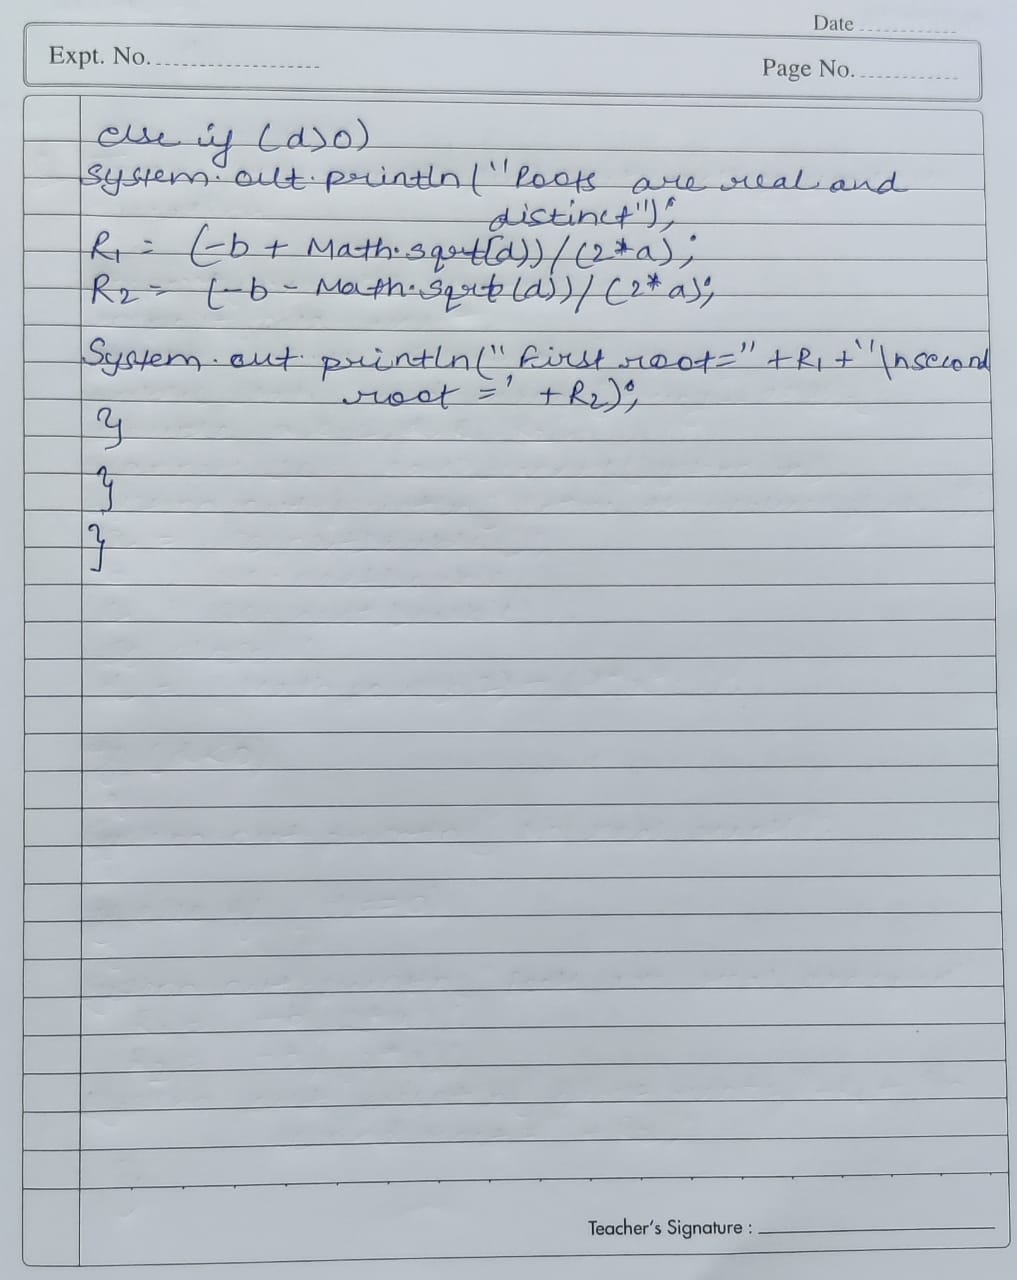 Date
Expt. No.
Page No.
else if (d>0)
System.out.println("Roots are real and
distinct");
R1 = (-b + Math.sqrt(d))/(2*a);
R2 = (-b - Math.sqrt(d))/(2*a);
System.out.println("First root=" +R1+"\nsecond
root =' +R2);
}
}
}
Teacher's Signature :